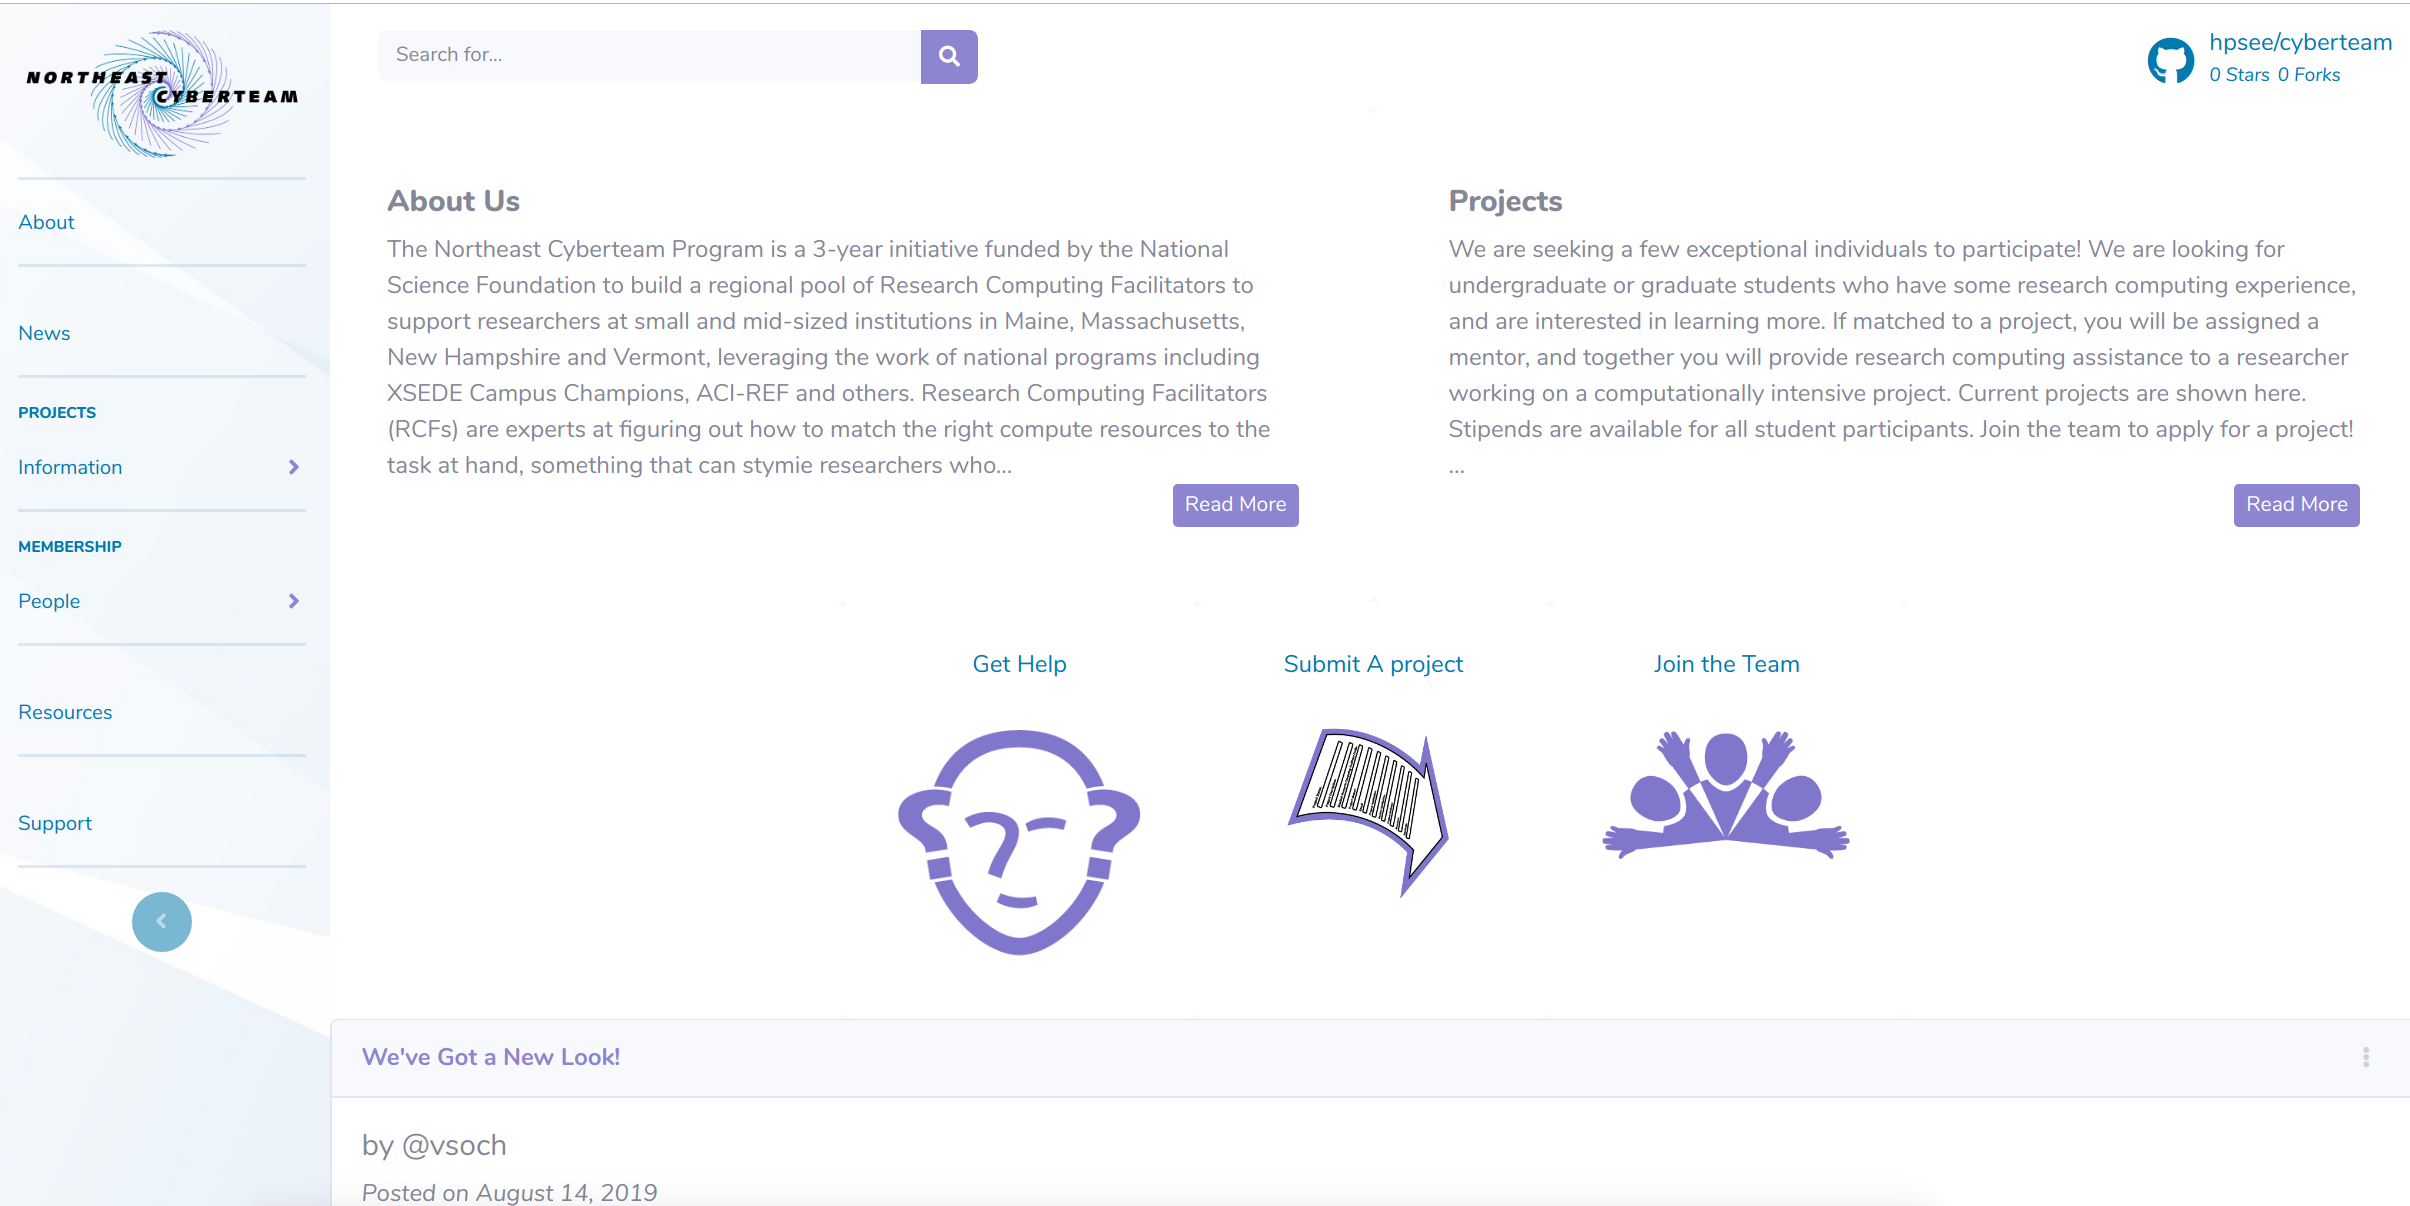 NORTHEAST
CYBERTEAM
About
News
PROJECTS
Information
MEMBERSHIP
People
Resources
Support
Search for...
hpsee/cyberteam
0 Stars 0 Forks
About Us
The Northeast Cyberteam Program is a 3-year initiative funded by the National
Science Foundation to build a regional pool of Research Computing Facilitators to
support researchers at small and mid-sized institutions in Maine, Massachusetts,
New Hampshire and Vermont, leveraging the work of national programs including
XSEDE Campus Champions, ACI-REF and others. Research Computing Facilitators
(RCFs) are experts at figuring out how to match the right compute resources to the
task at hand, something that can stymie researchers who...
Read More
Projects
We are seeking a few exceptional individuals to participate! We are looking for
undergraduate or graduate students who have some research computing experience,
and are interested in learning more. If matched to a project, you will be assigned a
mentor, and together you will provide research computing assistance to a researcher
working on a computationally intensive project. Current projects are shown here.
Stipends are available for all student participants. Join the team to apply for a project!
...
Read More
Get Help
Submit A project
Join the Team
We've Got a New Look!
by @vsoch
Posted on August 14, 2019